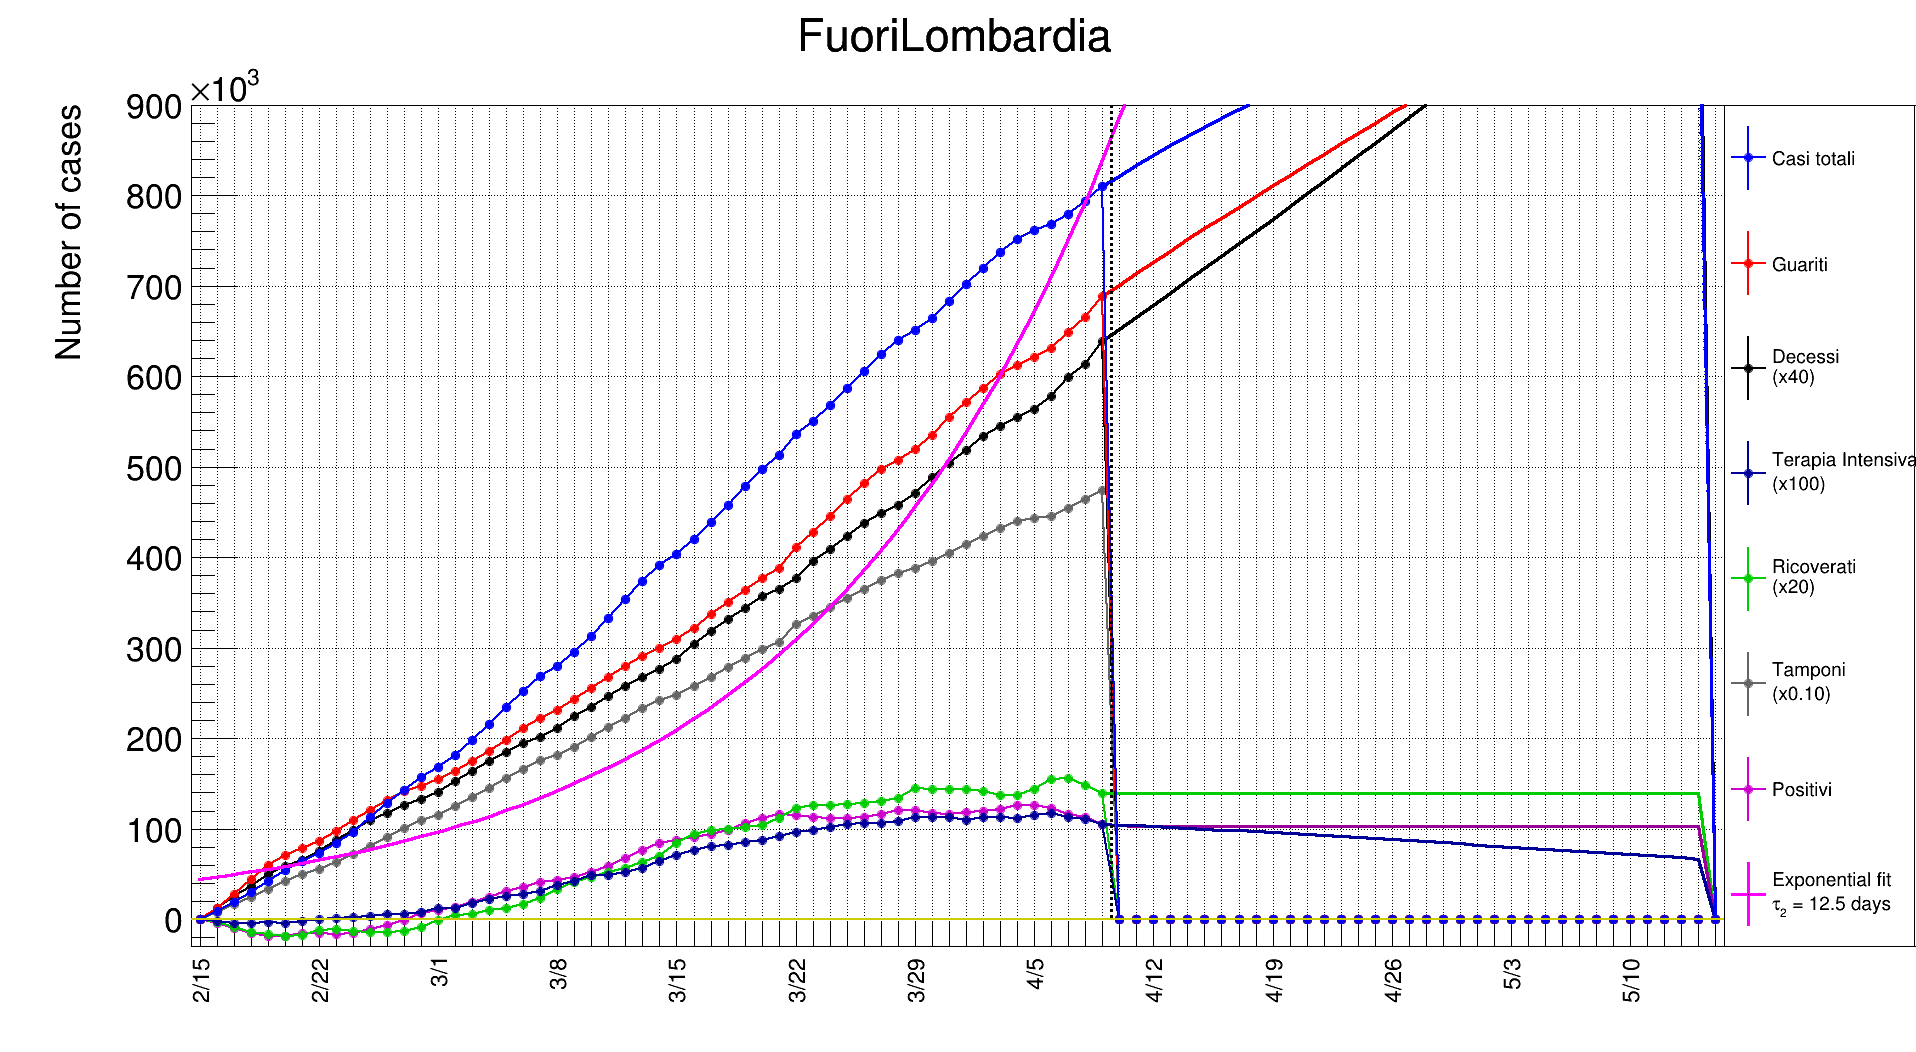 FuoriLombardia
×10³
Number of cases
900
800
700
600
500
400
300
200
100
0
2/15
2/22
3/1
3/8
3/15
3/22
3/29
4/5
4/12
4/19
4/26
5/3
5/10
Casi totali
Guariti
Decessi
(x40)
Terapia Intensiva
(x100)
Ricoverati
(x20)
Tamponi
(x0.10)
Positivi
Exponential fit
τ₂ = 12.5 days